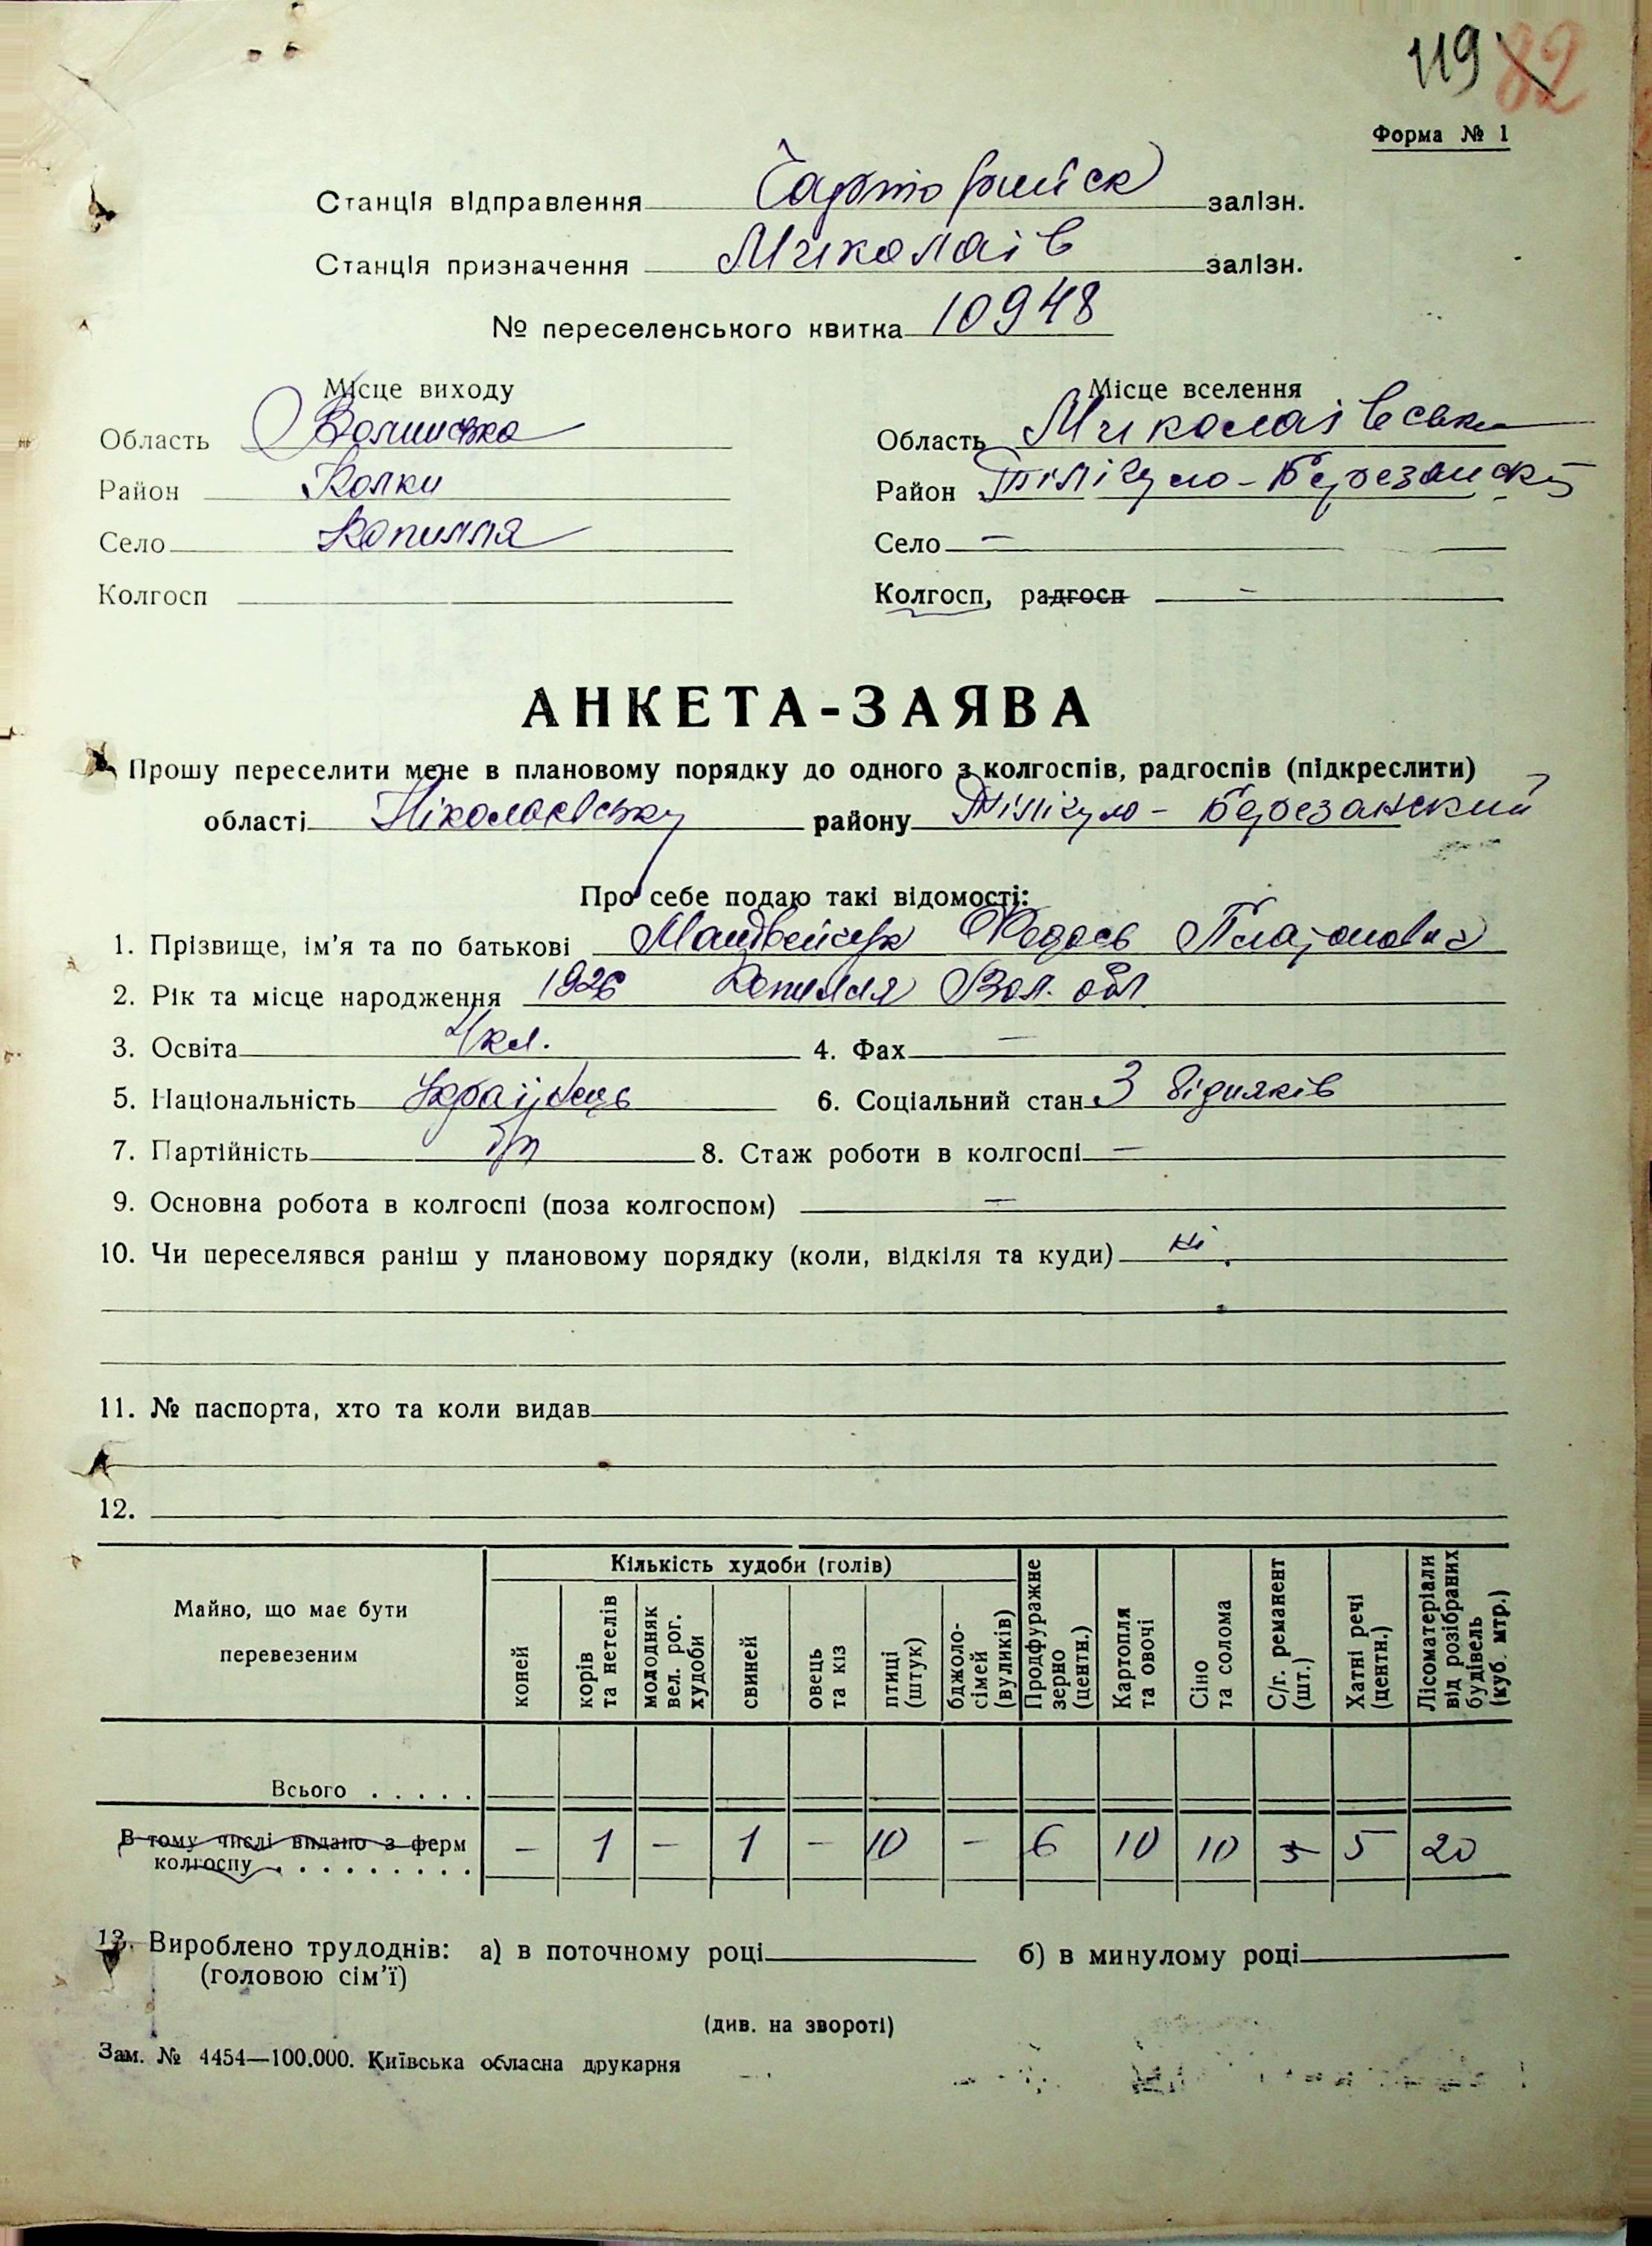 119 82
Форма № 1
Станція відправлення Чарторийск залізн.
Станція призначення Миколаїв залізн.
№ переселенського квитка 10948
Місце виходу
Область Волинська
Район Колки
Село Копилля
Колгосп
Місце вселення
Область Миколаївська
Район Тілігуло-Березанский
Село —
Колгосп, радгосп —
АНКЕТА-ЗАЯВА
Прошу переселити мене в плановому порядку до одного з колгоспів, радгоспів (підкреслити)
області Ніколаєвську району Тілігуло-Березанский
Про себе подаю такі відомості:
1. Прізвище, ім'я та по батькові Федось Платонович
2. Рік та місце народження 1926 Копилля Вол. обл.
3. Освіта 4 кл. 4. Фах —
5. Національність Українець 6. Соціальний стан З бідняків
7. Партійність б/п 8. Стаж роботи в колгоспі —
9. Основна робота в колгоспі (поза колгоспом) —
10. Чи переселявся раніш у плановому порядку (коли, відкіля та куди) ні.
11. № паспорта, хто та коли видав
12.
Майно, що має бути перевезеним
Кількість худоби (голів)
коней
корів та нетелів
молодняк вел. рог. худоби
свиней
овець та кіз
птиці (штук)
бджоло-сімей (вуликів)
Продфуражне зерно (центн.)
Картопля та овочі
Сіно та солома
С/г. реманент (шт.)
Хатні речі (центн.)
Лісоматеріали від розібраних будівель (куб. мтр.)
Всього . . . . .
В тому числі видано з ферм
колгоспу . . . . . . . . . — 1 — 1 — 10 — 6 10 10 3 5 20
13. Вироблено трудоднів: а) в поточному році б) в минулому році
(головою сім'ї)
(див. на звороті)
Зам. № 4454—100.000. Київська обласна друкарня